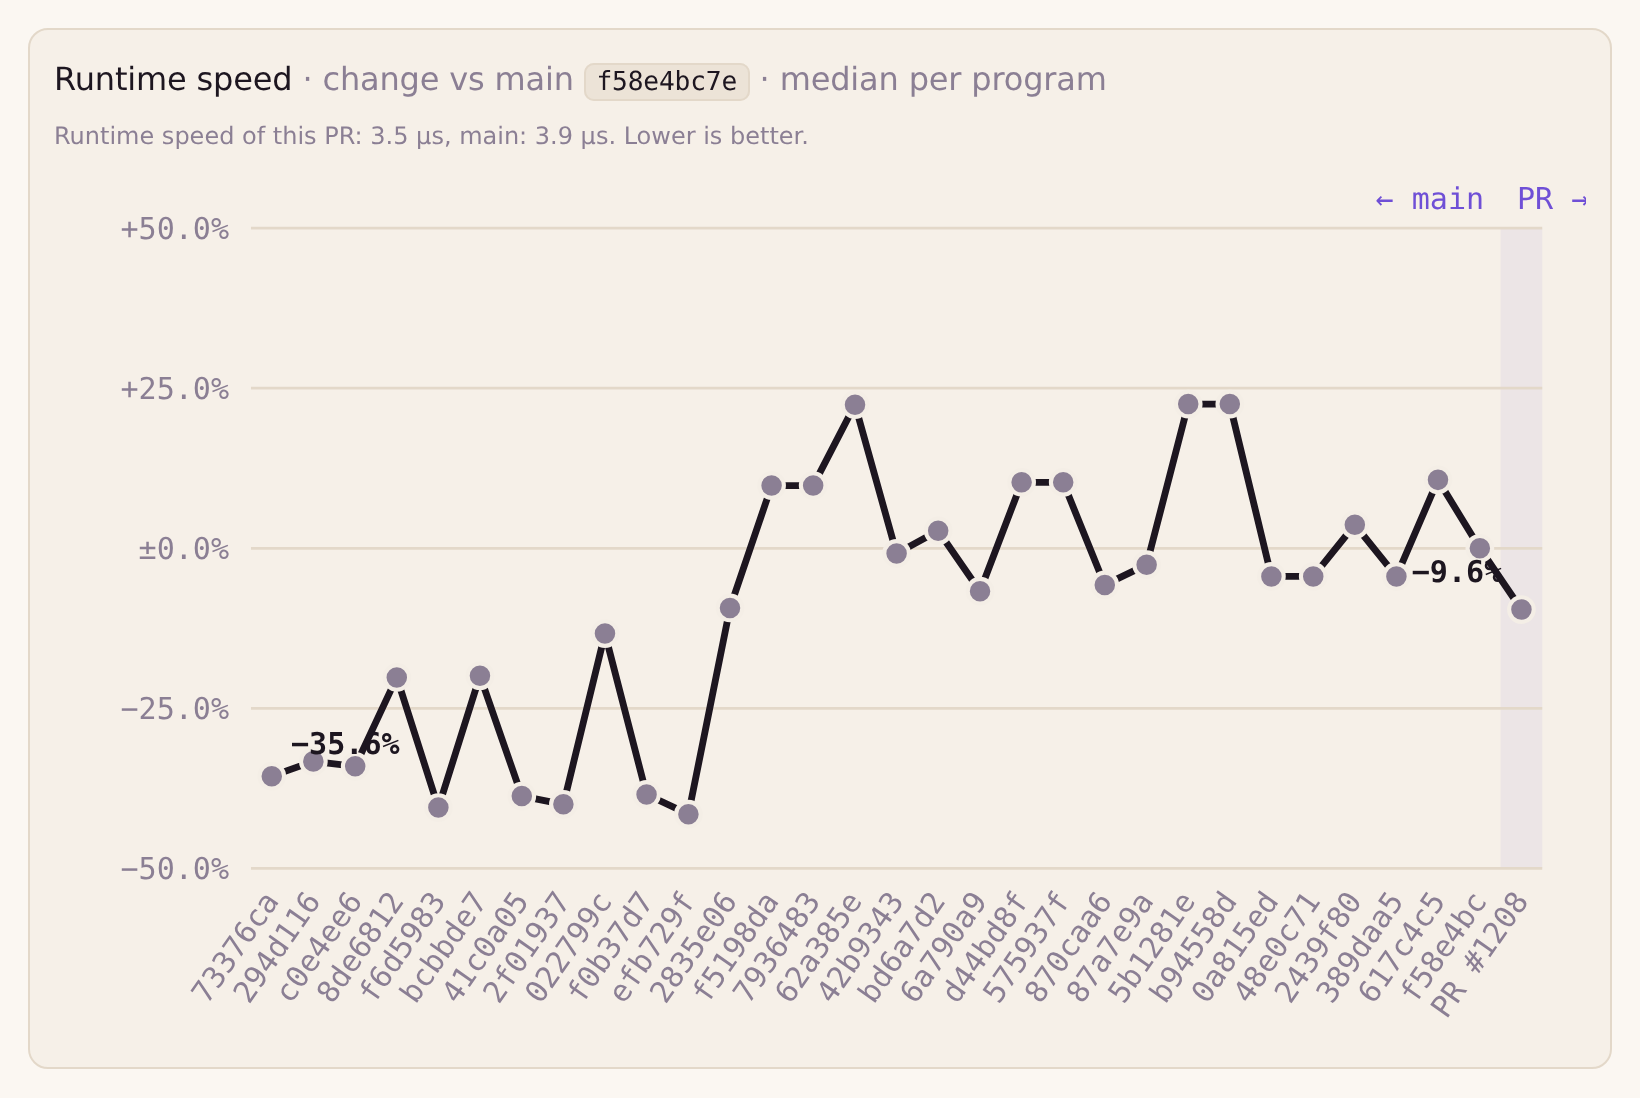 Runtime speed · change vs main f58e4bc7e · median per program
Runtime speed of this PR: 3.5 µs, main: 3.9 µs. Lower is better.
← main PR →
+50.0%
+25.0%
±0.0%
−25.0%
−50.0%
−35.6%
−9.6%
73376ca
294d116
c0e4ee6
8de6812
f6d5983
bcbbde7
41c0a05
2f01937
022799c
f0b37d7
efb729f
2835e06
f5198da
7936483
62a385e
42b9343
bd6a7d2
6a790a9
d44bd8f
575937f
870caa6
87a7e9a
5b1281e
b94558d
0a815ed
48e0c71
2439f80
389daa5
617c4c5
f58e4bc
PR #1208